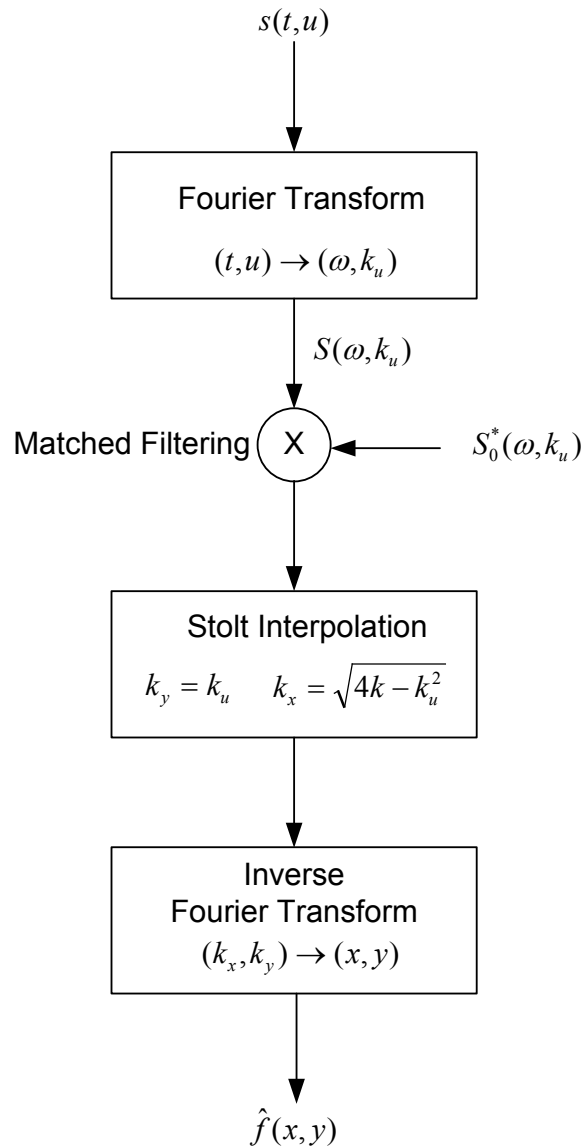 s(t,u)
Fourier Transform
(t,u) → (ω,k_u)
S(ω,k_u)
Matched Filtering X S_0^*(ω,k_u)
Stolt Interpolation
k_y = k_u k_x = √(4k − k_u^2)
Inverse
Fourier Transform
(k_x,k_y) → (x,y)
f̂(x,y)